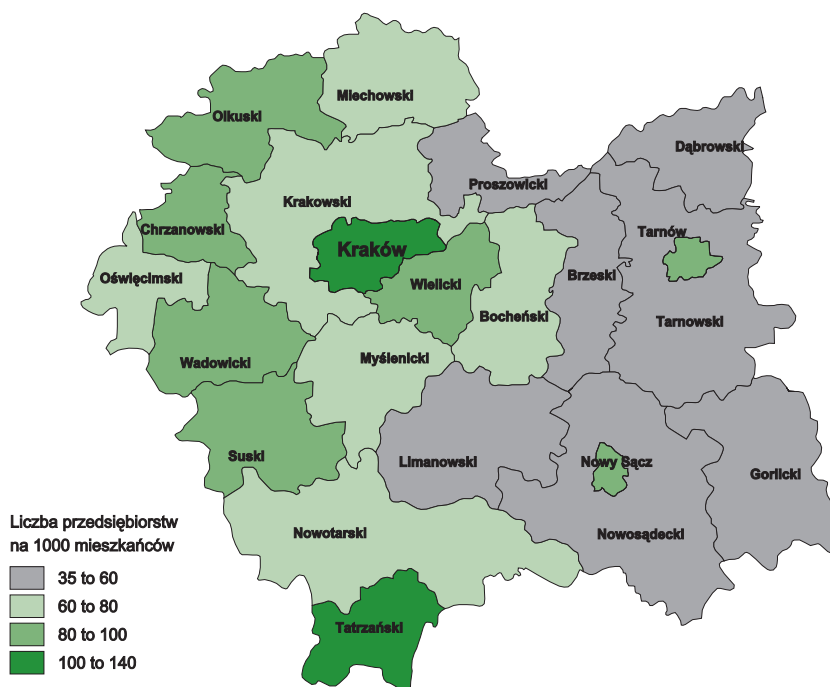 Miechowski
Olkuski
Dąbrowski
Proszowicki
Krakowski
Chrzanowski
Tarnów
Kraków
Oświęcimski
Wielicki
Brzeski
Bocheński
Tarnowski
Myślenicki
Wadowicki
Suski
Limanowski
Nowy Sącz
Gorlicki
Nowotarski
Nowosądecki
Tatrzański
Liczba przedsiębiorstw
na 1000 mieszkańców
35 to 60
60 to 80
80 to 100
100 to 140